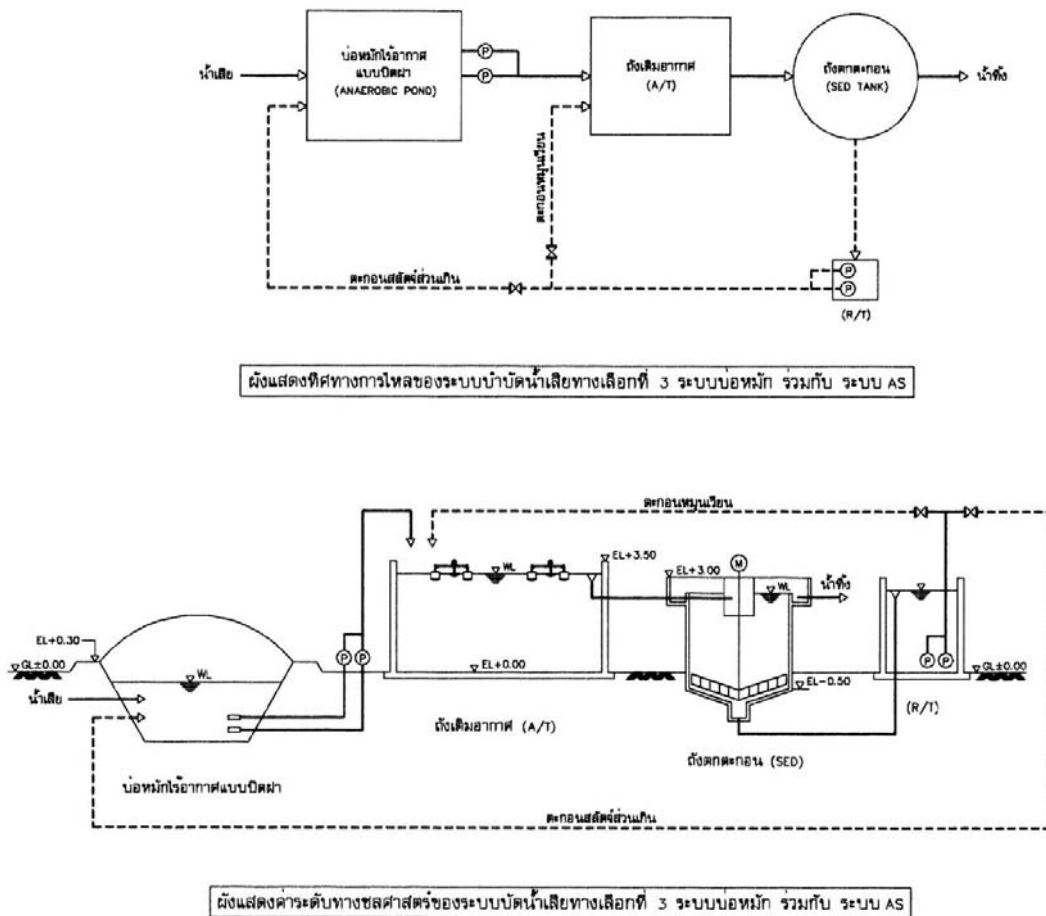 บ่อหมักไร้อากาศ
แบบปิดฝา
(ANAEROBIC POND)
น้ำเสีย
P
P
ถังเติมอากาศ
(A/T)
ถังตกตะกอน
(SED TANK)
น้ำทิ้ง
ตะกอนหมุนเวียน
ตะกอนสลัดจ์ส่วนเกิน
P
P
(R/T)
ผังแสดงทิศทางการไหลของระบบบำบัดน้ำเสียทางเลือกที่ 3 ระบบบ่อหมัก ร่วมกับ ระบบ AS
ตะกอนหมุนเวียน
EL+3.50
WL
M
EL+3.00
WL
น้ำทิ้ง
EL+0.30
GL±0.00
WL
P
P
EL+0.00
P
P
GL±0.00
EL-0.50
น้ำเสีย
(R/T)
ถังเติมอากาศ (A/T)
ถังตกตะกอน (SED)
บ่อหมักไร้อากาศแบบปิดฝา
ตะกอนสลัดจ์ส่วนเกิน
ผังแสดงค่าระดับทางชลศาสตร์ของระบบบัดน้ำเสียทางเลือกที่ 3 ระบบบ่อหมัก ร่วมกับ ระบบ AS